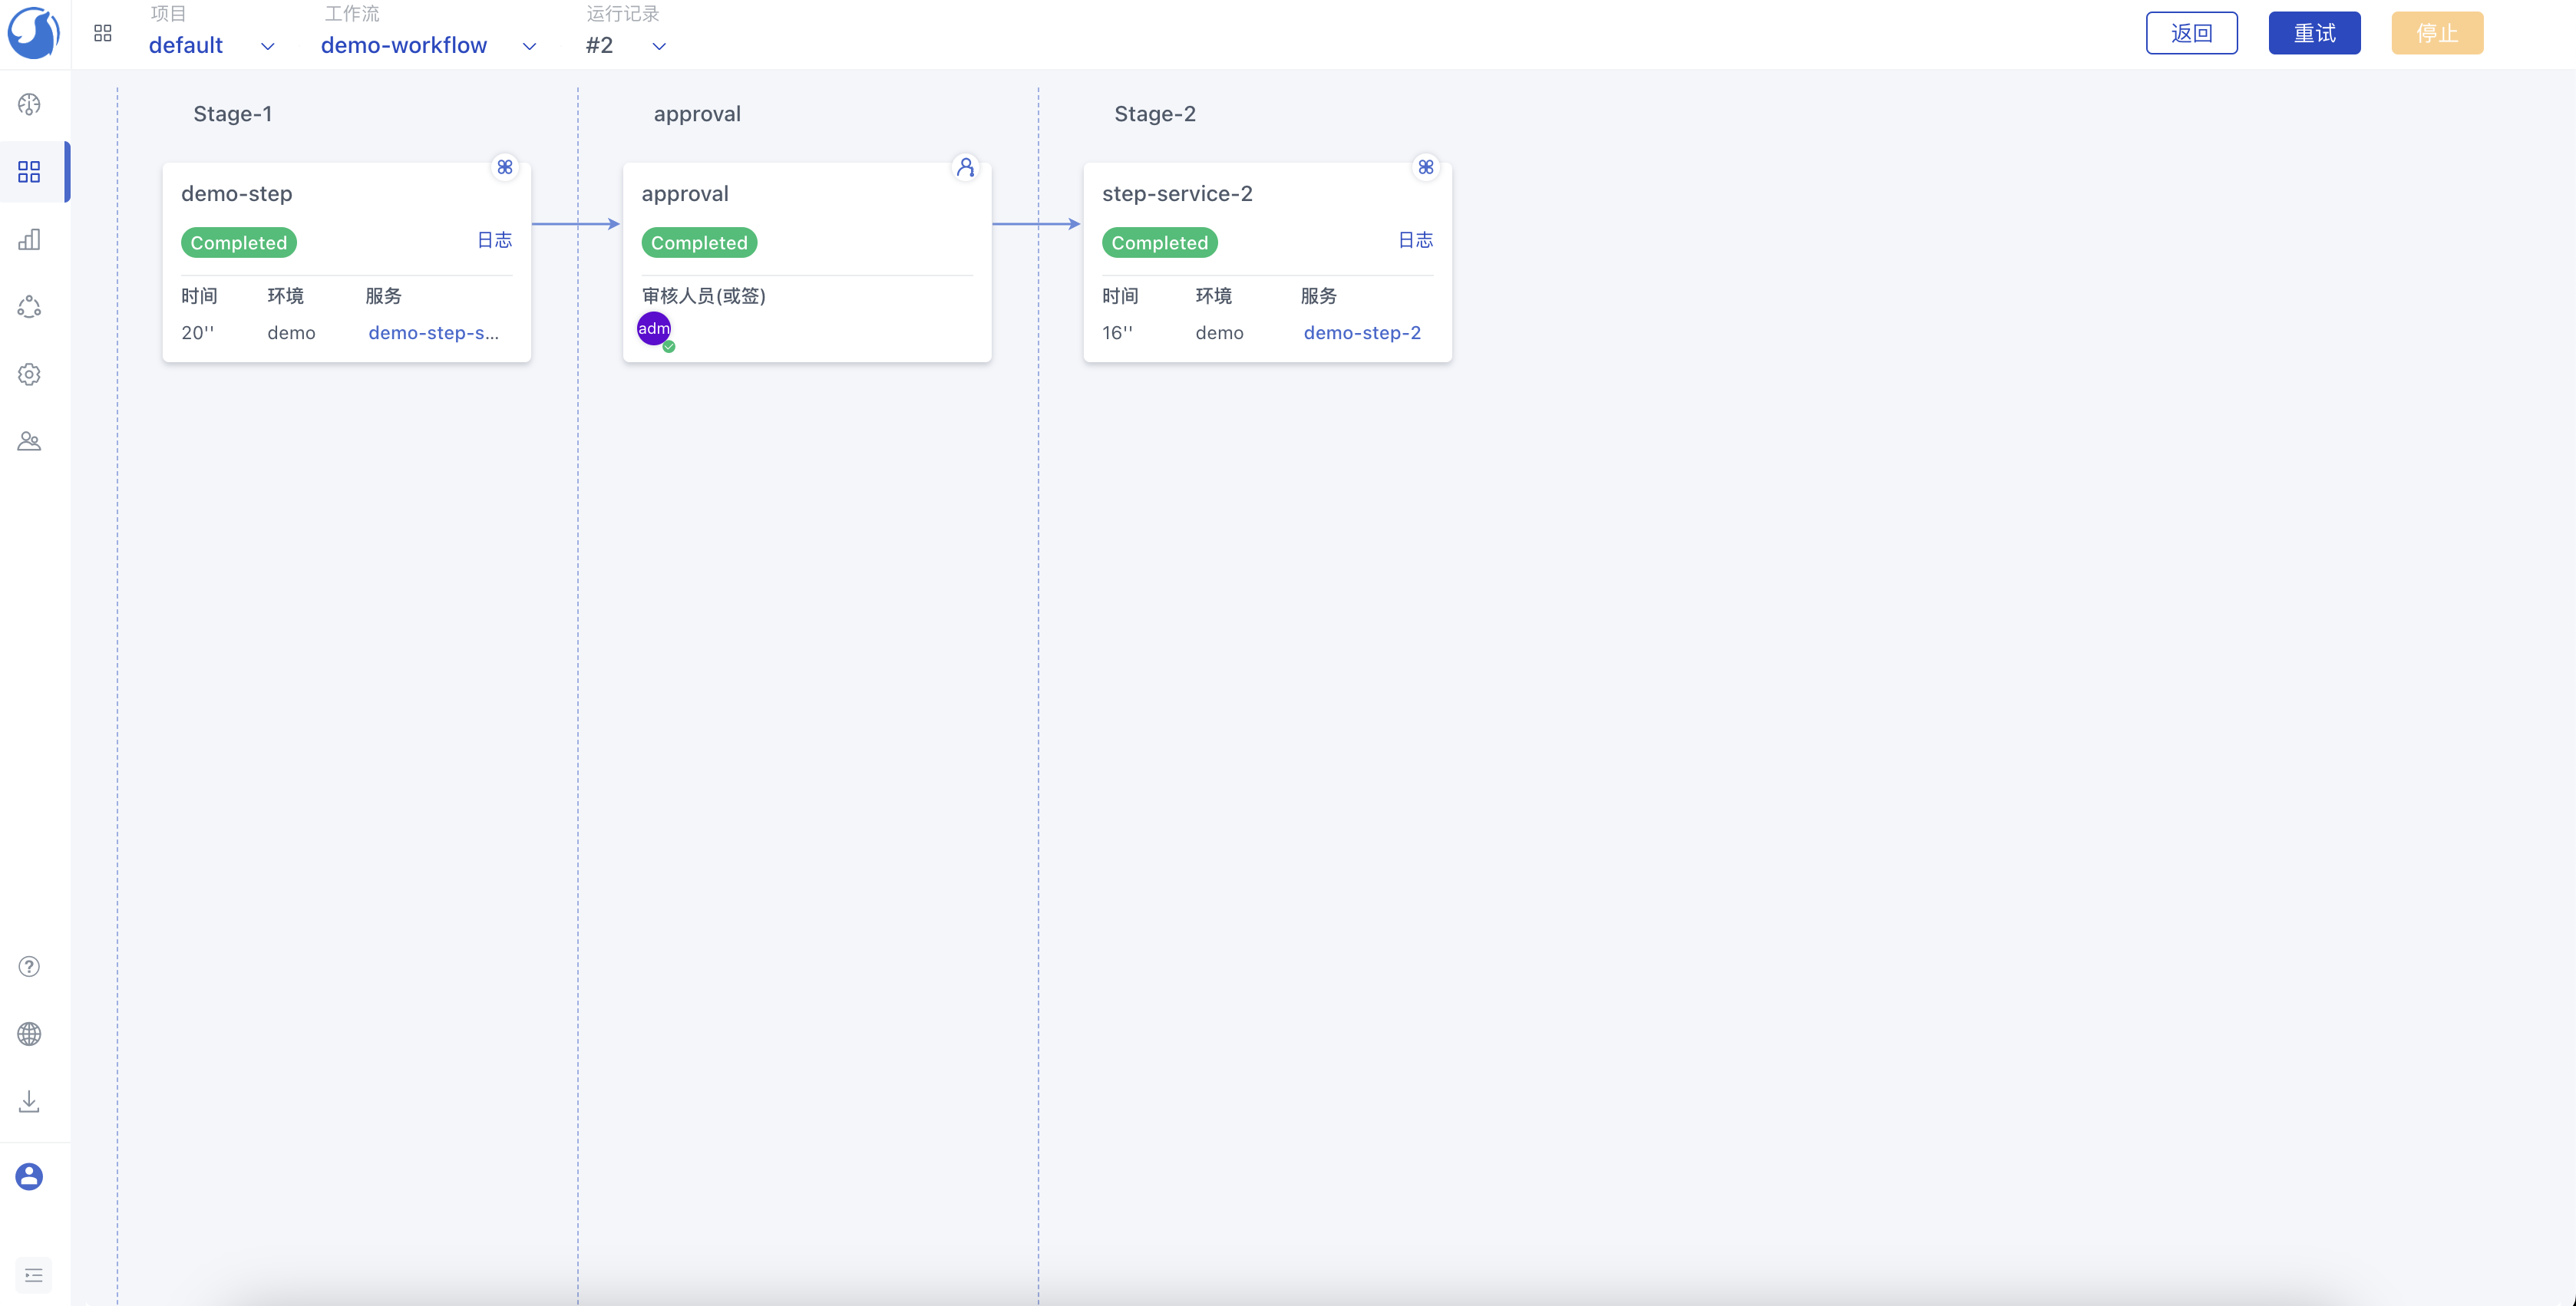 项目
default
工作流
demo-workflow
运行记录
#2
返回
重试
停止
Stage-1
demo-step
Completed
日志
时间 环境 服务
20'' demo demo-step-s...
approval
approval
Completed
审核人员(或签)
adm
Stage-2
step-service-2
Completed
日志
时间 环境 服务
16'' demo demo-step-2